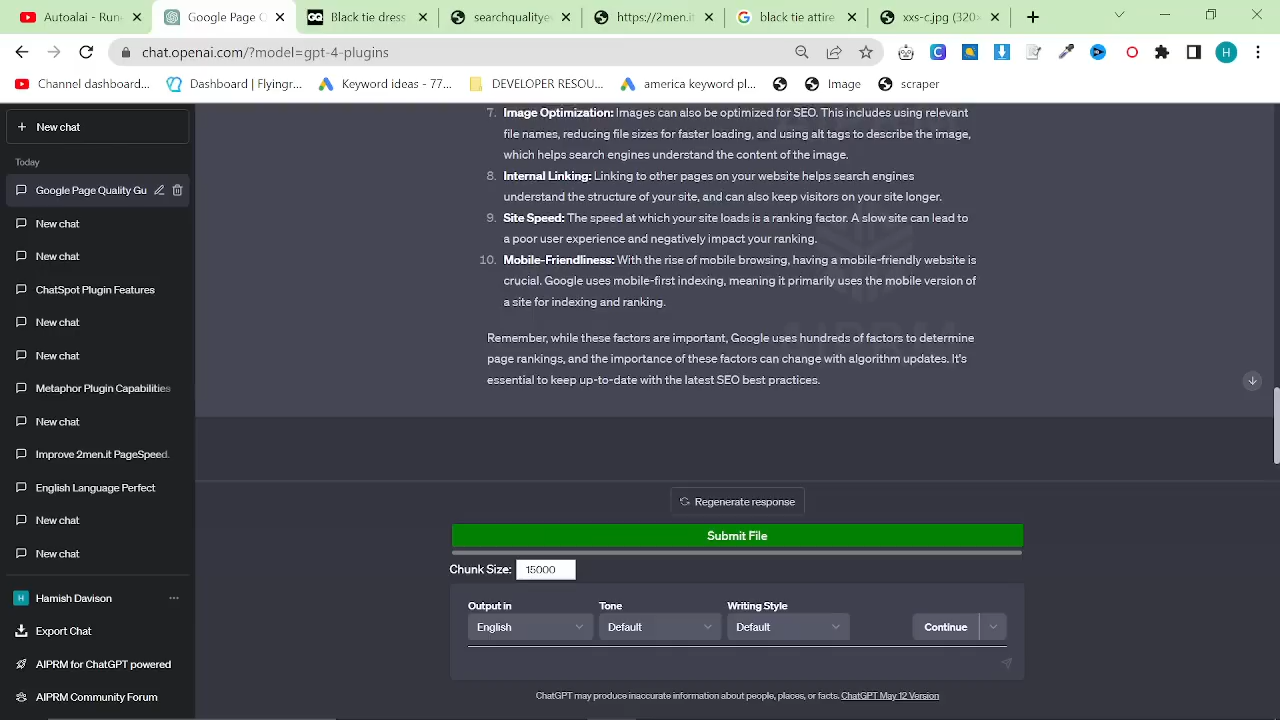 Autodai - Run
Google Page C
Black tie dress
searchqualitye
https://2men.it
black tie attire
xxs-c.jpg (320×
chat.openai.com/?model=gpt-4-plugins
H
Channel dashboard...
Dashboard | Flyingr...
Keyword ideas - 77...
DEVELOPER RESOU...
america keyword pl...
Image
scraper
New chat
Today
Google Page Quality Gu
New chat
New chat
ChatSpot Plugin Features
New chat
New chat
Metaphor Plugin Capabilities
New chat
Improve 2men.it PageSpeed.
English Language Perfect
New chat
New chat
H Hamish Davison ...
Export Chat
AIPRM for ChatGPT powered
AIPRM Community Forum
7. Image Optimization: Images can also be optimized for SEO. This includes using relevant
file names, reducing file sizes for faster loading, and using alt tags to describe the image,
which helps search engines understand the content of the image.
8. Internal Linking: Linking to other pages on your website helps search engines
understand the structure of your site, and can also keep visitors on your site longer.
9. Site Speed: The speed at which your site loads is a ranking factor. A slow site can lead to
a poor user experience and negatively impact your ranking.
10. Mobile-Friendliness: With the rise of mobile browsing, having a mobile-friendly website is
crucial. Google uses mobile-first indexing, meaning it primarily uses the mobile version of
a site for indexing and ranking.
Remember, while these factors are important, Google uses hundreds of factors to determine
page rankings, and the importance of these factors can change with algorithm updates. It's
essential to keep up-to-date with the latest SEO best practices.
Regenerate response
Submit File
Chunk Size: 15000
Output in Tone Writing Style
English Default Default Continue
ChatGPT may produce inaccurate information about people, places, or facts. ChatGPT May 12 Version